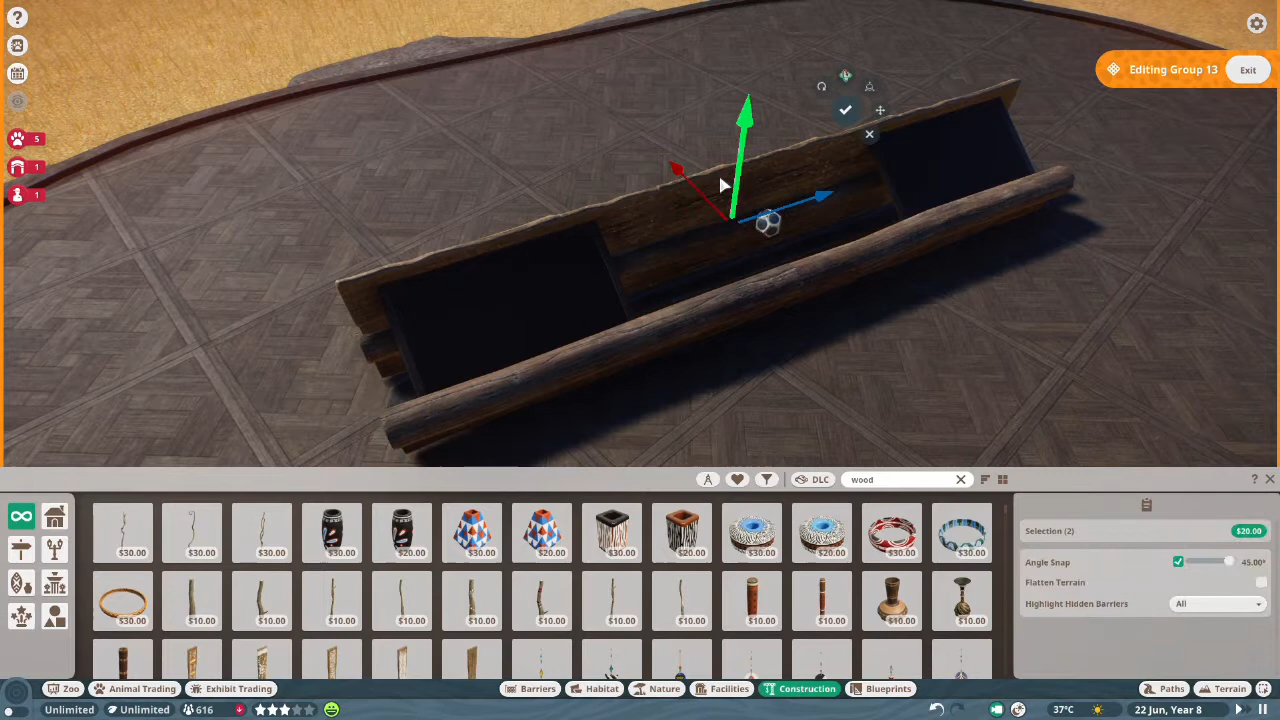 ?
Editing Group 13 Exit
5
1
1
DLC wood ? 
$30.00 $30.00 $30.00 $30.00 $20.00 $30.00 $20.00 $30.00 $20.00 $30.00 $20.00 $30.00 $20.00
Selection (2) $20.00
Angle Snap 45.00°
Flatten Terrain
Highlight Hidden Barriers All
$30.00 $10.00 $10.00 $10.00 $10.00 $10.00 $10.00 $10.00 $10.00 $10.00 $10.00 $10.00 $10.00
Zoo Animal Trading Exhibit Trading Barriers Habitat Nature Facilities Construction Blueprints Paths Terrain
Unlimited Unlimited 616 37°C 22 Jun, Year 8